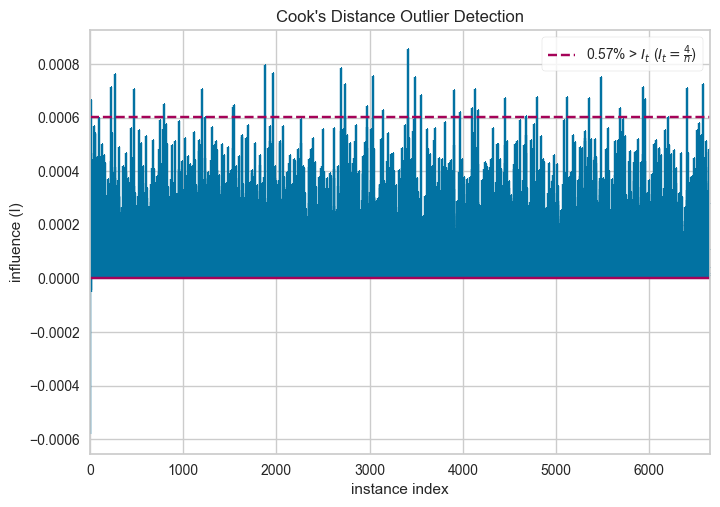 Cook's Distance Outlier Detection
0.57% > I_t (I_t = 4/n)
influence (I)
0.0008
0.0006
0.0004
0.0002
0.0000
−0.0002
−0.0004
−0.0006
0 1000 2000 3000 4000 5000 6000
instance index